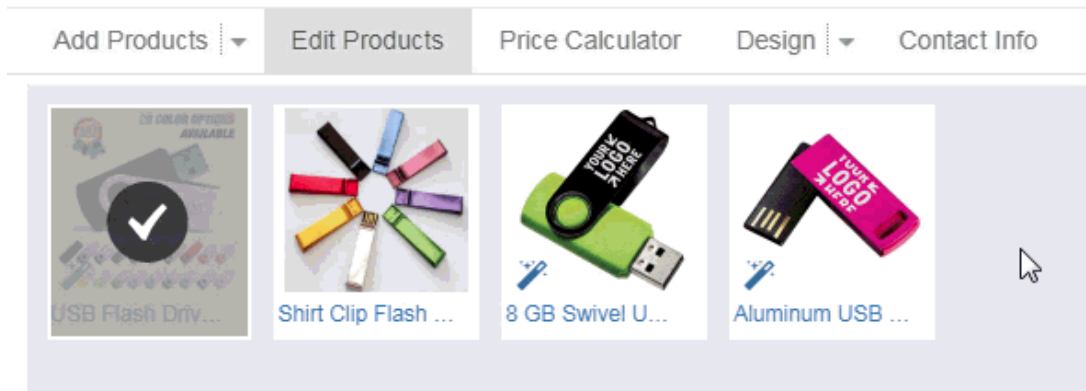 Add Products Edit Products Price Calculator Design Contact Info
28 COLOR OPTIONS
AVAILABLE
YOUR
LOGO
HERE
YOUR
LOGO
HERE
USB Flash Driv... Shirt Clip Flash ... 8 GB Swivel U... Aluminum USB ...